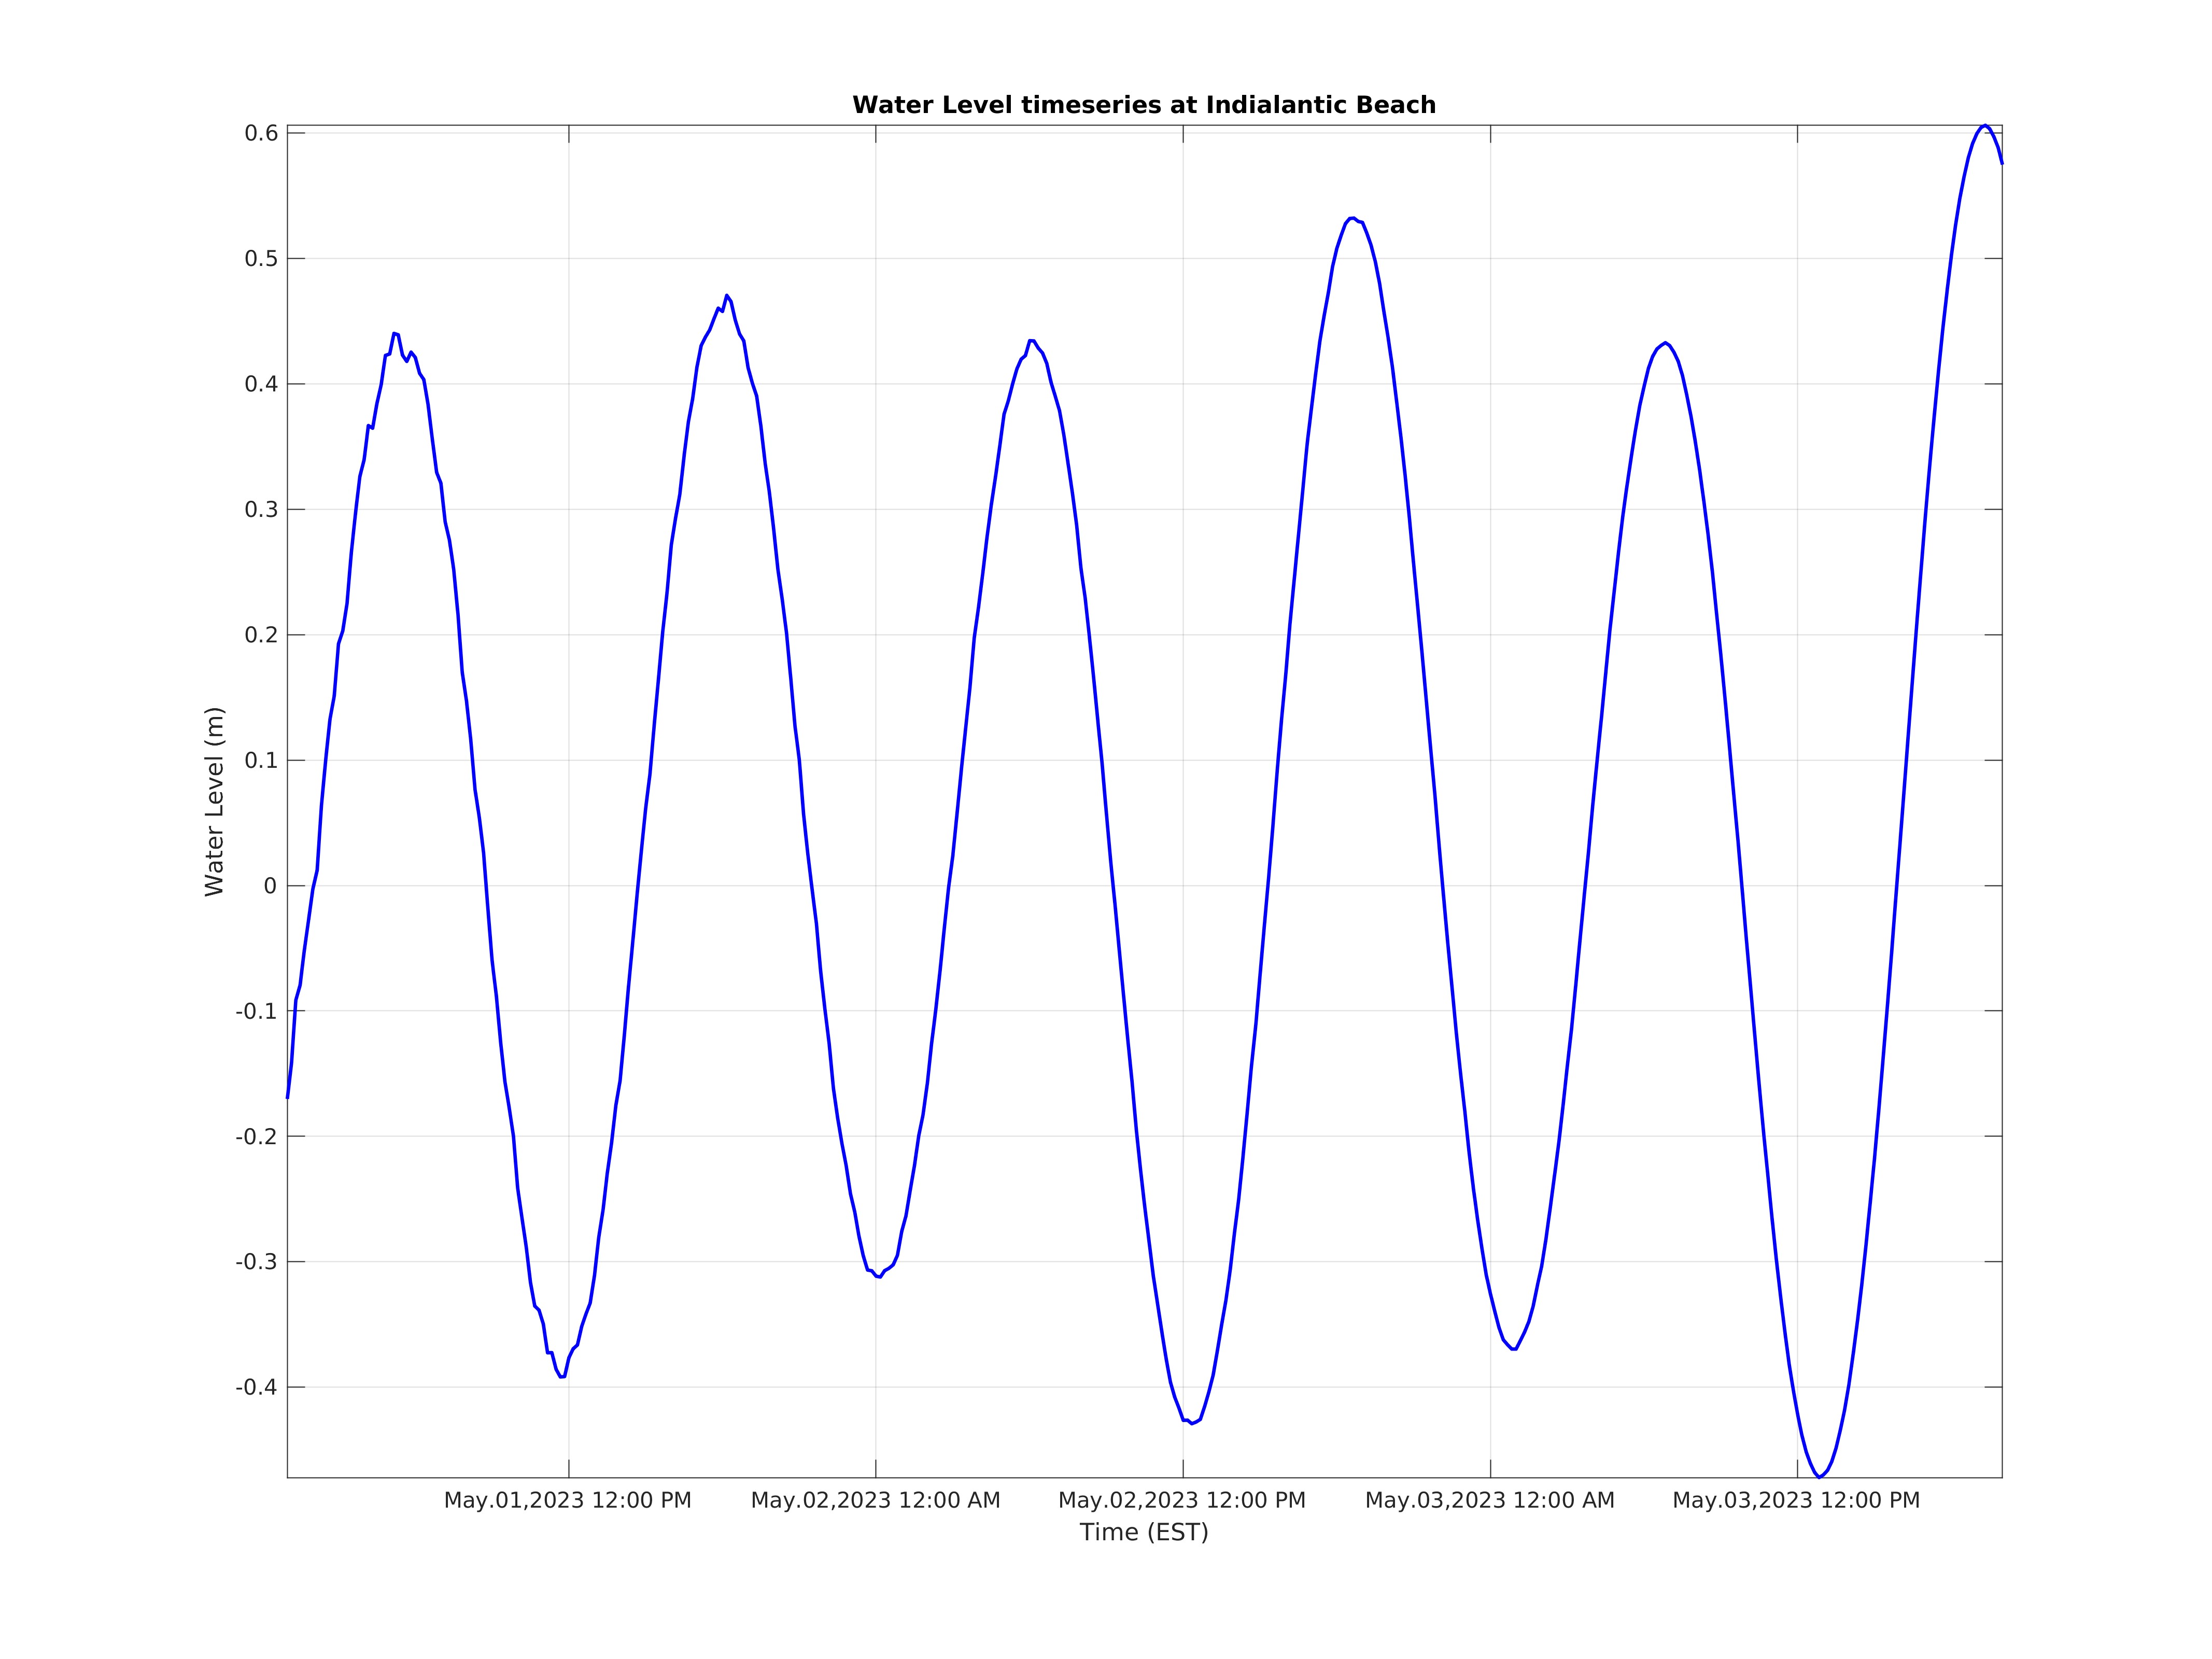 Water Level timeseries at Indialantic Beach
0.6
0.5
0.4
0.3
0.2
0.1
0
-0.1
-0.2
-0.3
-0.4
Water Level (m)
May.01,2023 12:00 PM May.02,2023 12:00 AM May.02,2023 12:00 PM May.03,2023 12:00 AM May.03,2023 12:00 PM
Time (EST)